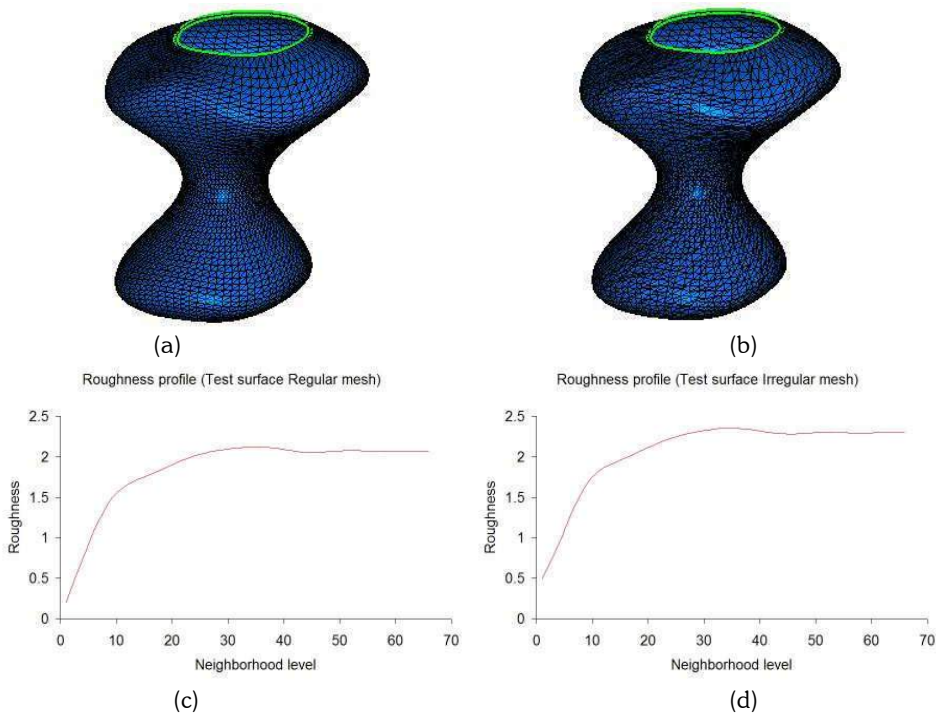 (a)
(b)
Roughness profile (Test surface Regular mesh)
2.5
2
1.5
1
0.5
0
Roughness
0 10 20 30 40 50 60 70
Neighborhood level
(c)
Roughness profile (Test surface Irregular mesh)
2.5
2
1.5
1
0.5
0
Roughness
0 10 20 30 40 50 60 70
Neighborhood level
(d)